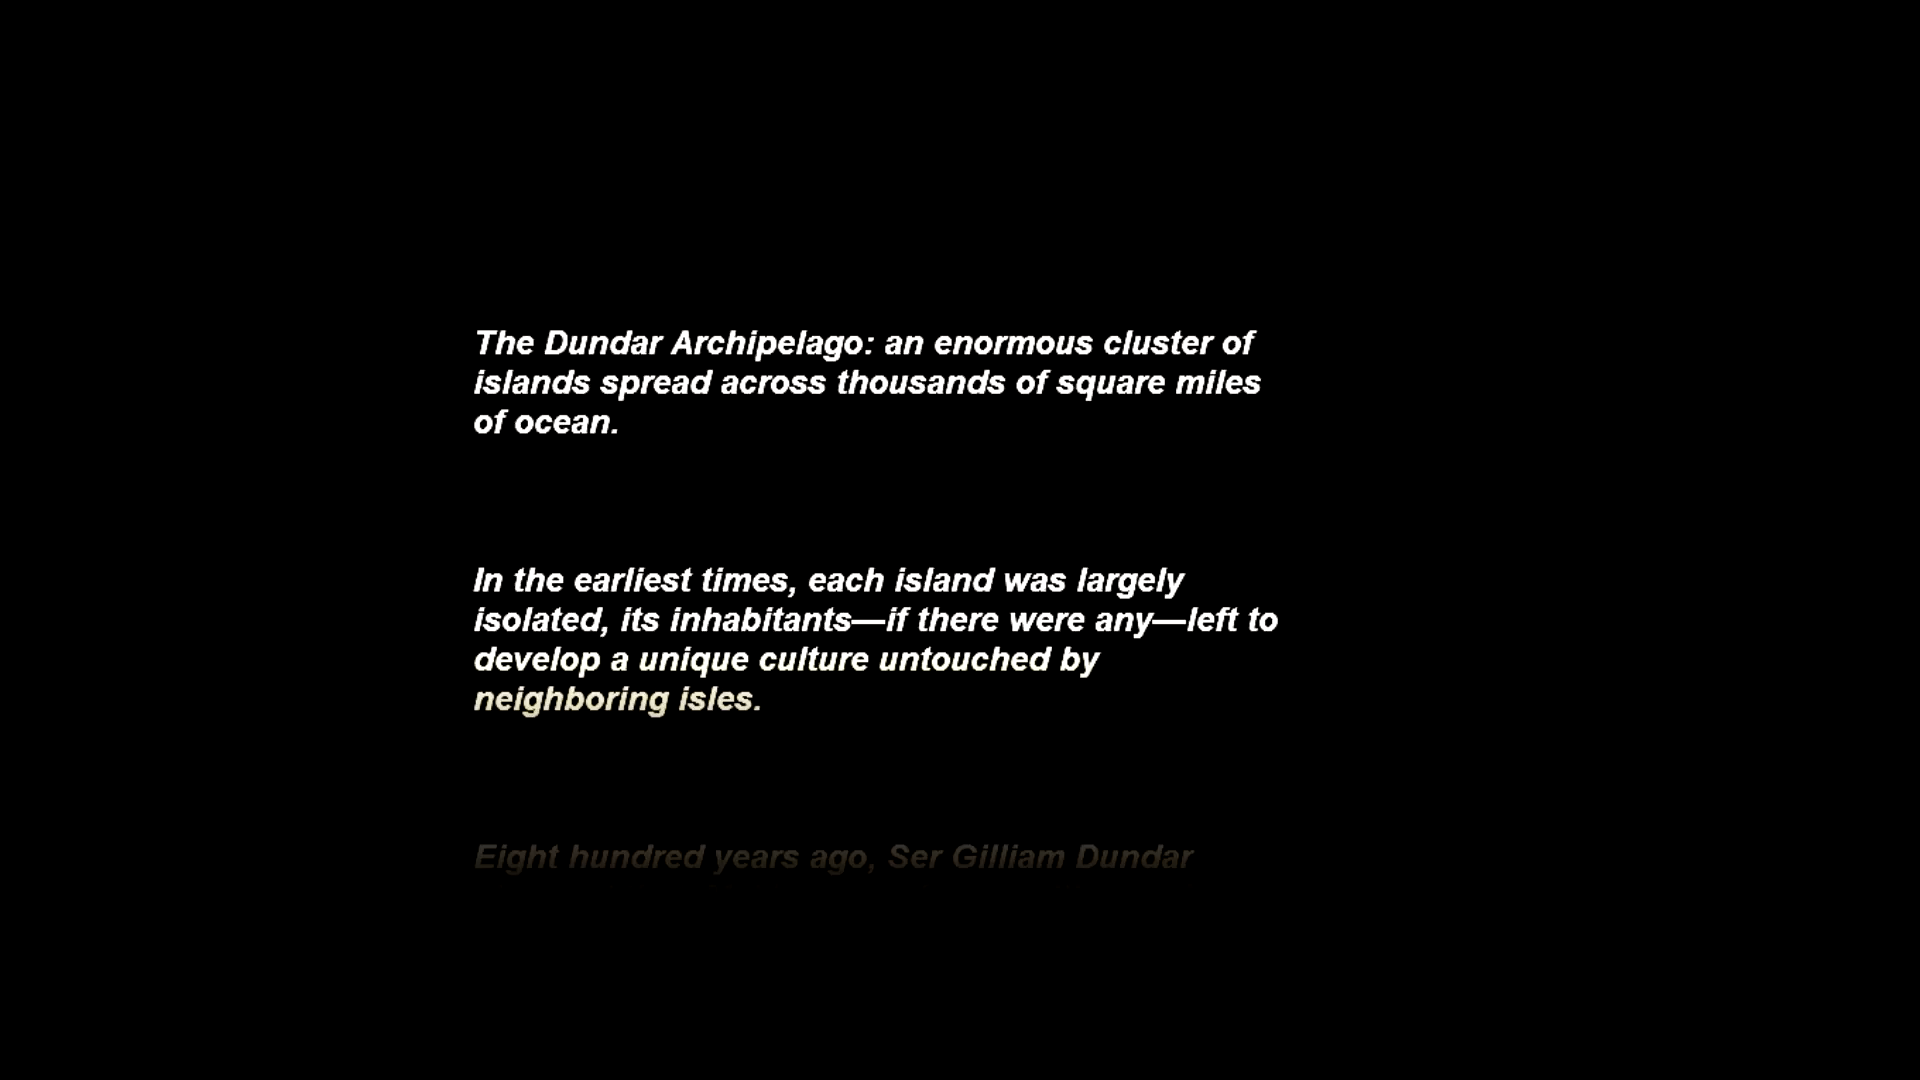 The Dundar Archipelago: an enormous cluster of
islands spread across thousands of square miles
of ocean.
In the earliest times, each island was largely
isolated, its inhabitants—if there were any—left to
develop a unique culture untouched by
neighboring isles.
Eight hundred years ago, Ser Gilliam Dundar